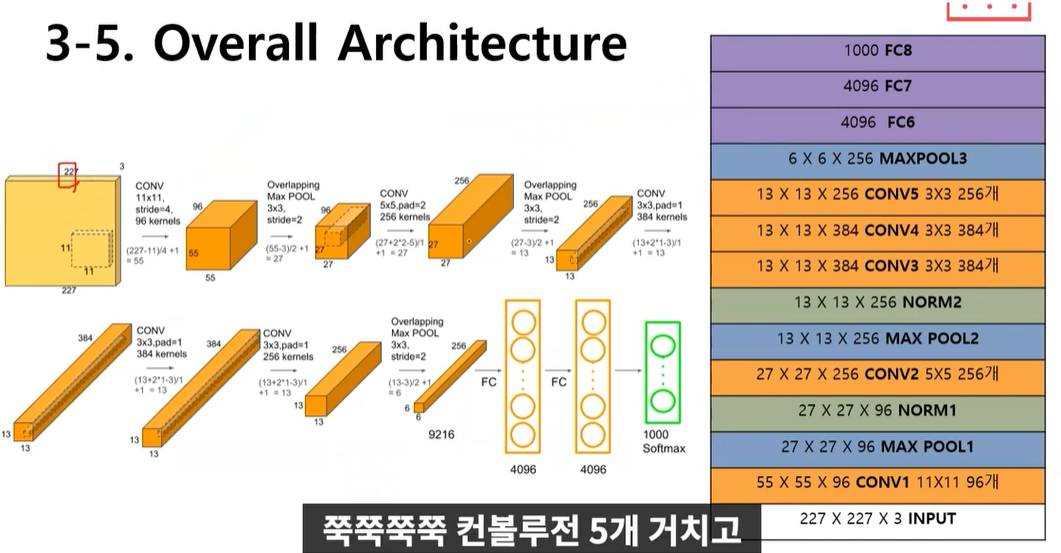 3-5. Overall Architecture
3
227
11
11
227
CONV
11x11,
stride=4,
96 kernels
(227-11)/4 +1
= 55
96
55
55
Overlapping
Max POOL
3x3,
stride=2
(55-3)/2 +1
= 27
96
27
27
CONV
5x5,pad=2
256 kernels
(27+2*2-5)/1
+1 = 27
256
27
27
Overlapping
Max POOL
3x3,
stride=2
(27-3)/2 +1
= 13
256
13
13
CONV
3x3,pad=1
384 kernels
(13+2*1-3)/1
+1 = 13
384
13
13
CONV
3x3,pad=1
384 kernels
(13+2*1-3)/1
+1 = 13
384
13
13
CONV
3x3,pad=1
256 kernels
(13+2*1-3)/1
+1 = 13
256
13
13
Overlapping
Max POOL
3x3,
stride=2
(13-3)/2 +1
= 6
256
6
6
9216
FC
4096
FC
4096
1000
Softmax
1000 FC8
4096 FC7
4096 FC6
6 X 6 X 256 MAXPOOL3
13 X 13 X 256 CONV5 3X3 256개
13 X 13 X 384 CONV4 3X3 384개
13 X 13 X 384 CONV3 3X3 384개
13 X 13 X 256 NORM2
13 X 13 X 256 MAX POOL2
27 X 27 X 256 CONV2 5X5 256개
27 X 27 X 96 NORM1
27 X 27 X 96 MAX POOL1
55 X 55 X 96 CONV1 11X11 96개
227 X 227 X 3 INPUT
쭉쭉쭉쭉 컨볼루전 5개 거치고